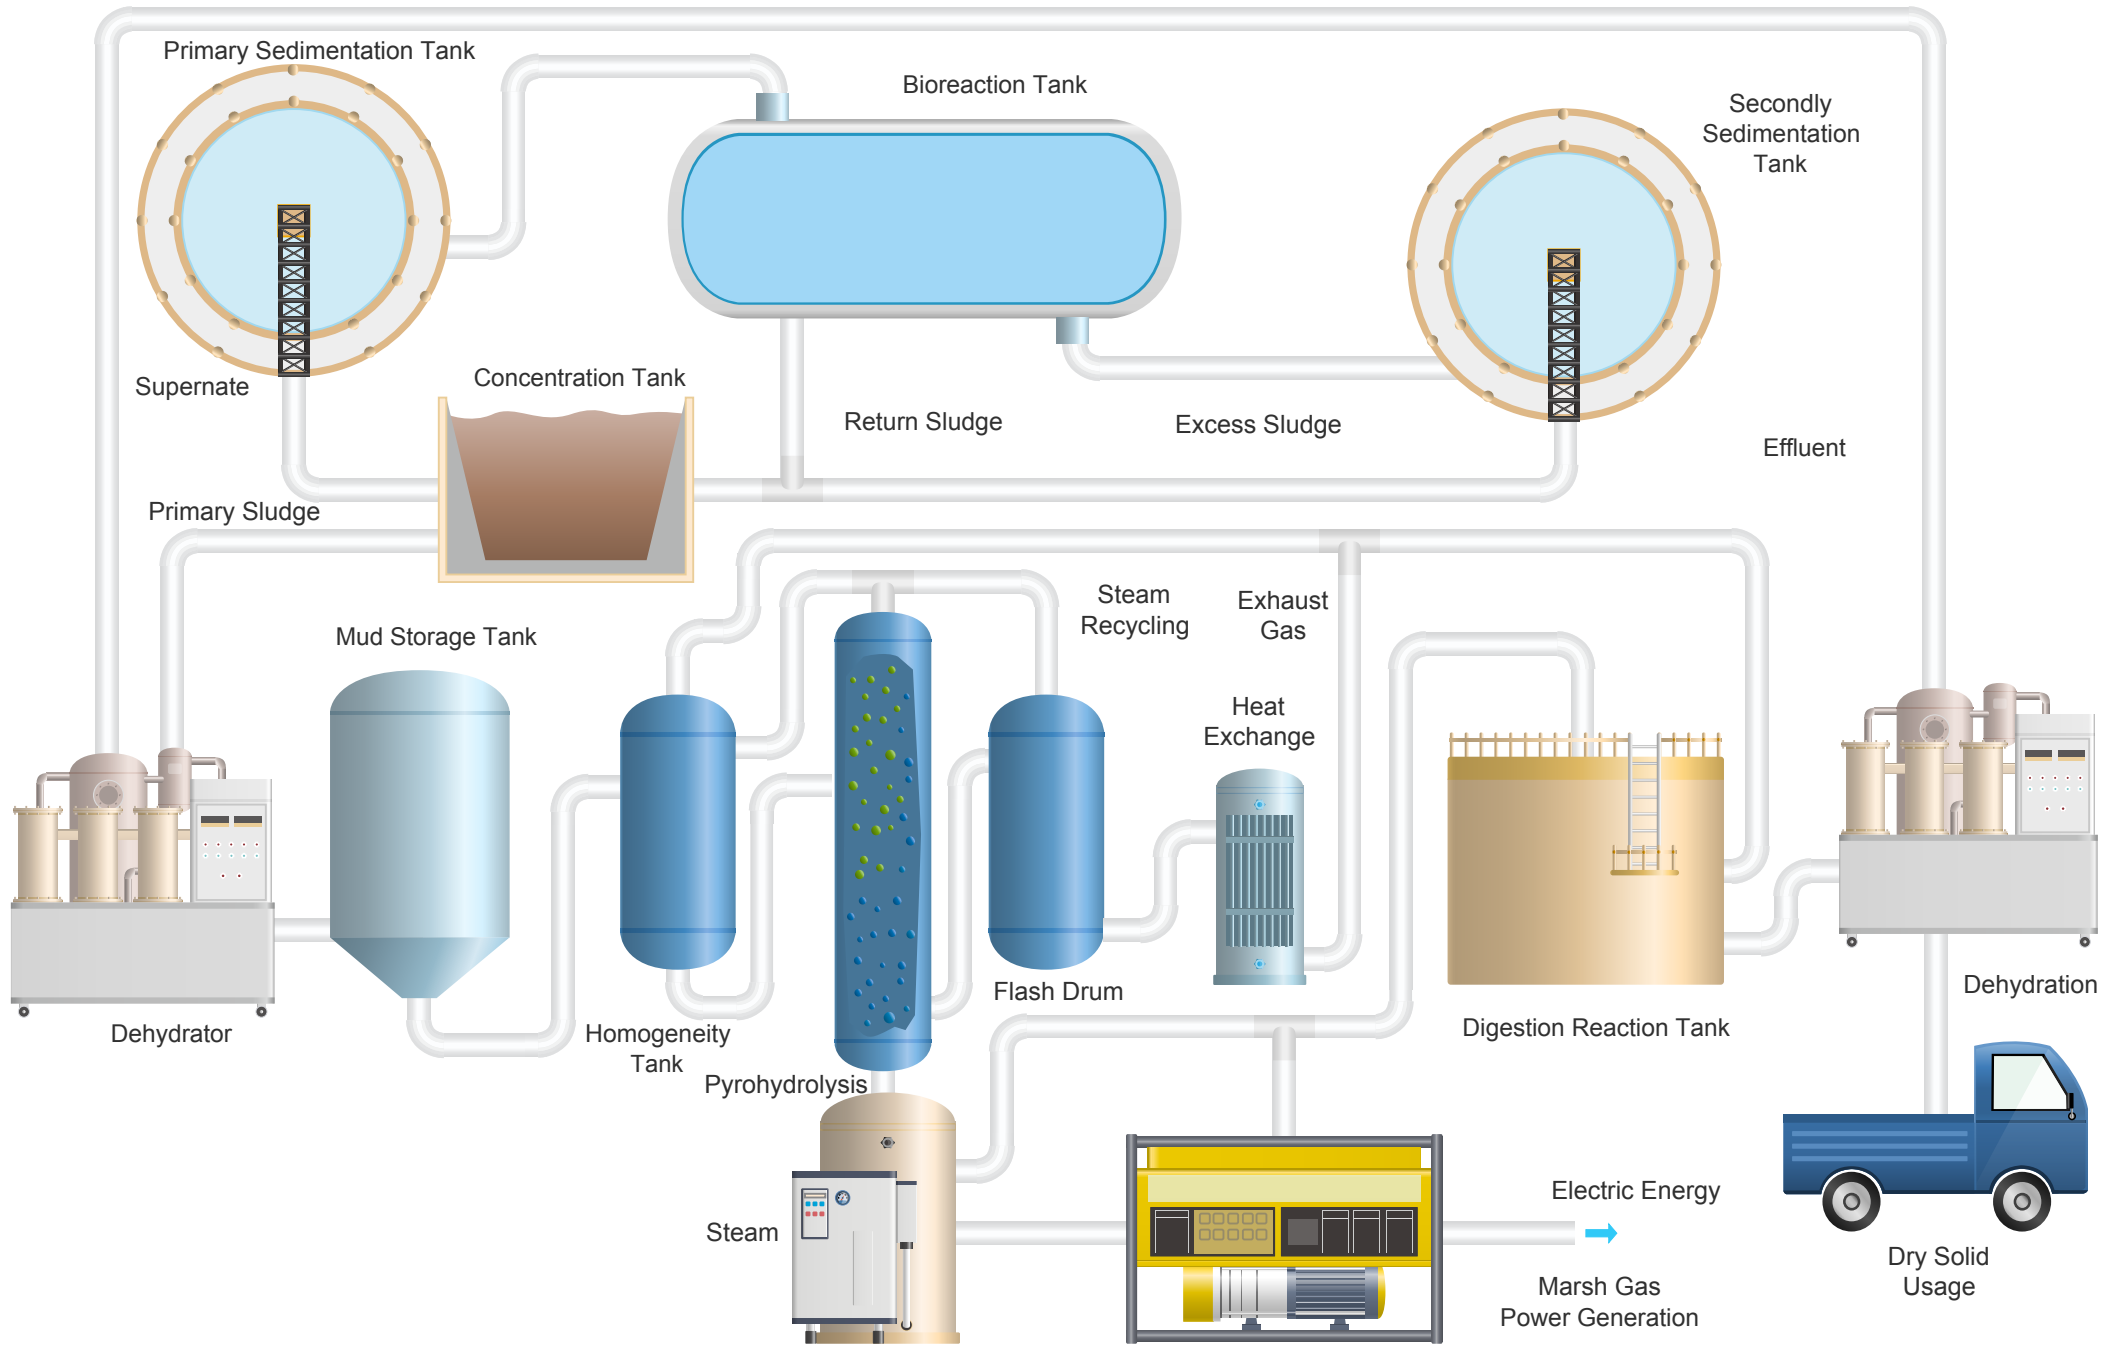 Primary Sedimentation Tank
Bioreaction Tank
Secondly
Sedimentation
Tank
Supernate
Concentration Tank
Return Sludge
Excess Sludge
Effluent
Primary Sludge
Steam
Recycling
Exhaust
Gas
Mud Storage Tank
Heat
Exchange
Flash Drum
Dehydration
Dehydrator
Homogeneity
Tank
Digestion Reaction Tank
Pyrohydrolysis
Steam
Electric Energy
Dry Solid
Usage
Marsh Gas
Power Generation